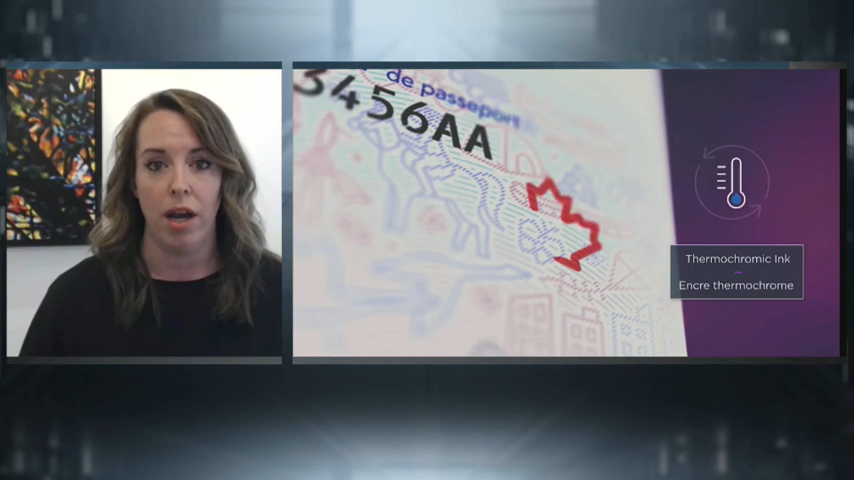 de passeport
3456AA
Thermochromic Ink
Encre thermochrome